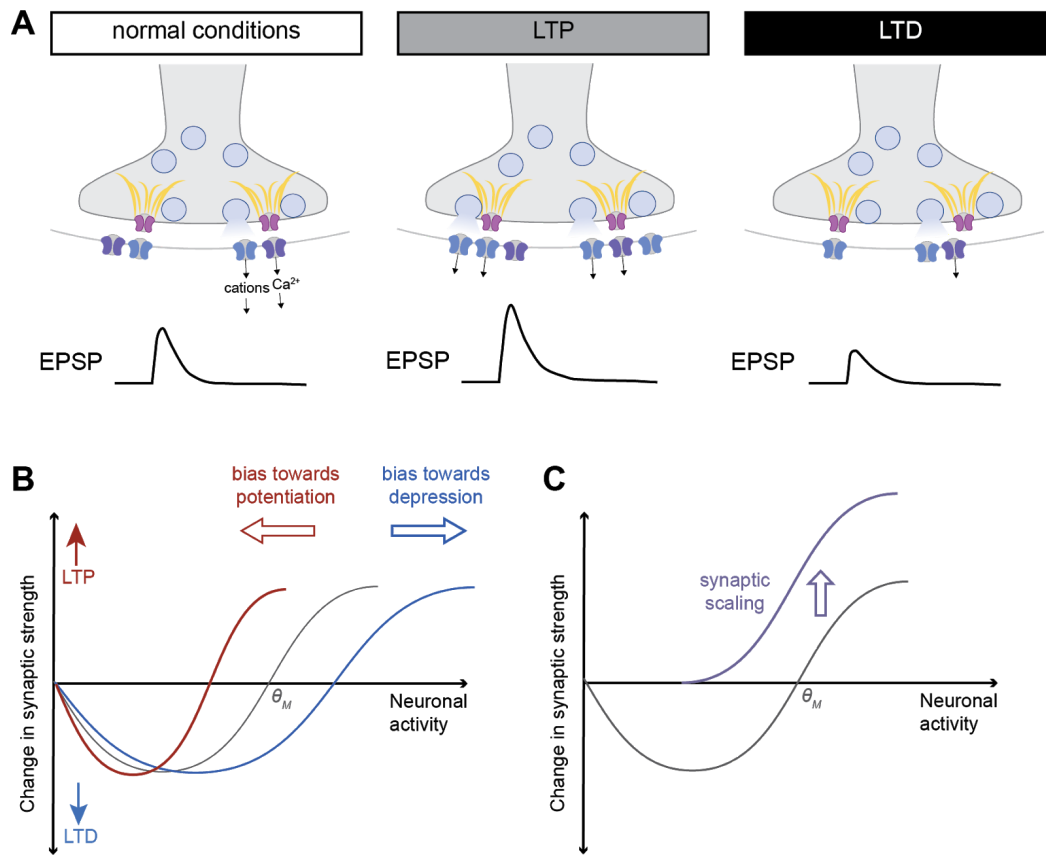 A
normal conditions
LTP
LTD
cations
Ca²⁺
EPSP
EPSP
EPSP
B
bias towards
potentiation
bias towards
depression
LTP
LTD
Change in synaptic strength
θM
Neuronal
activity
C
synaptic
scaling
Change in synaptic strength
θM
Neuronal
activity